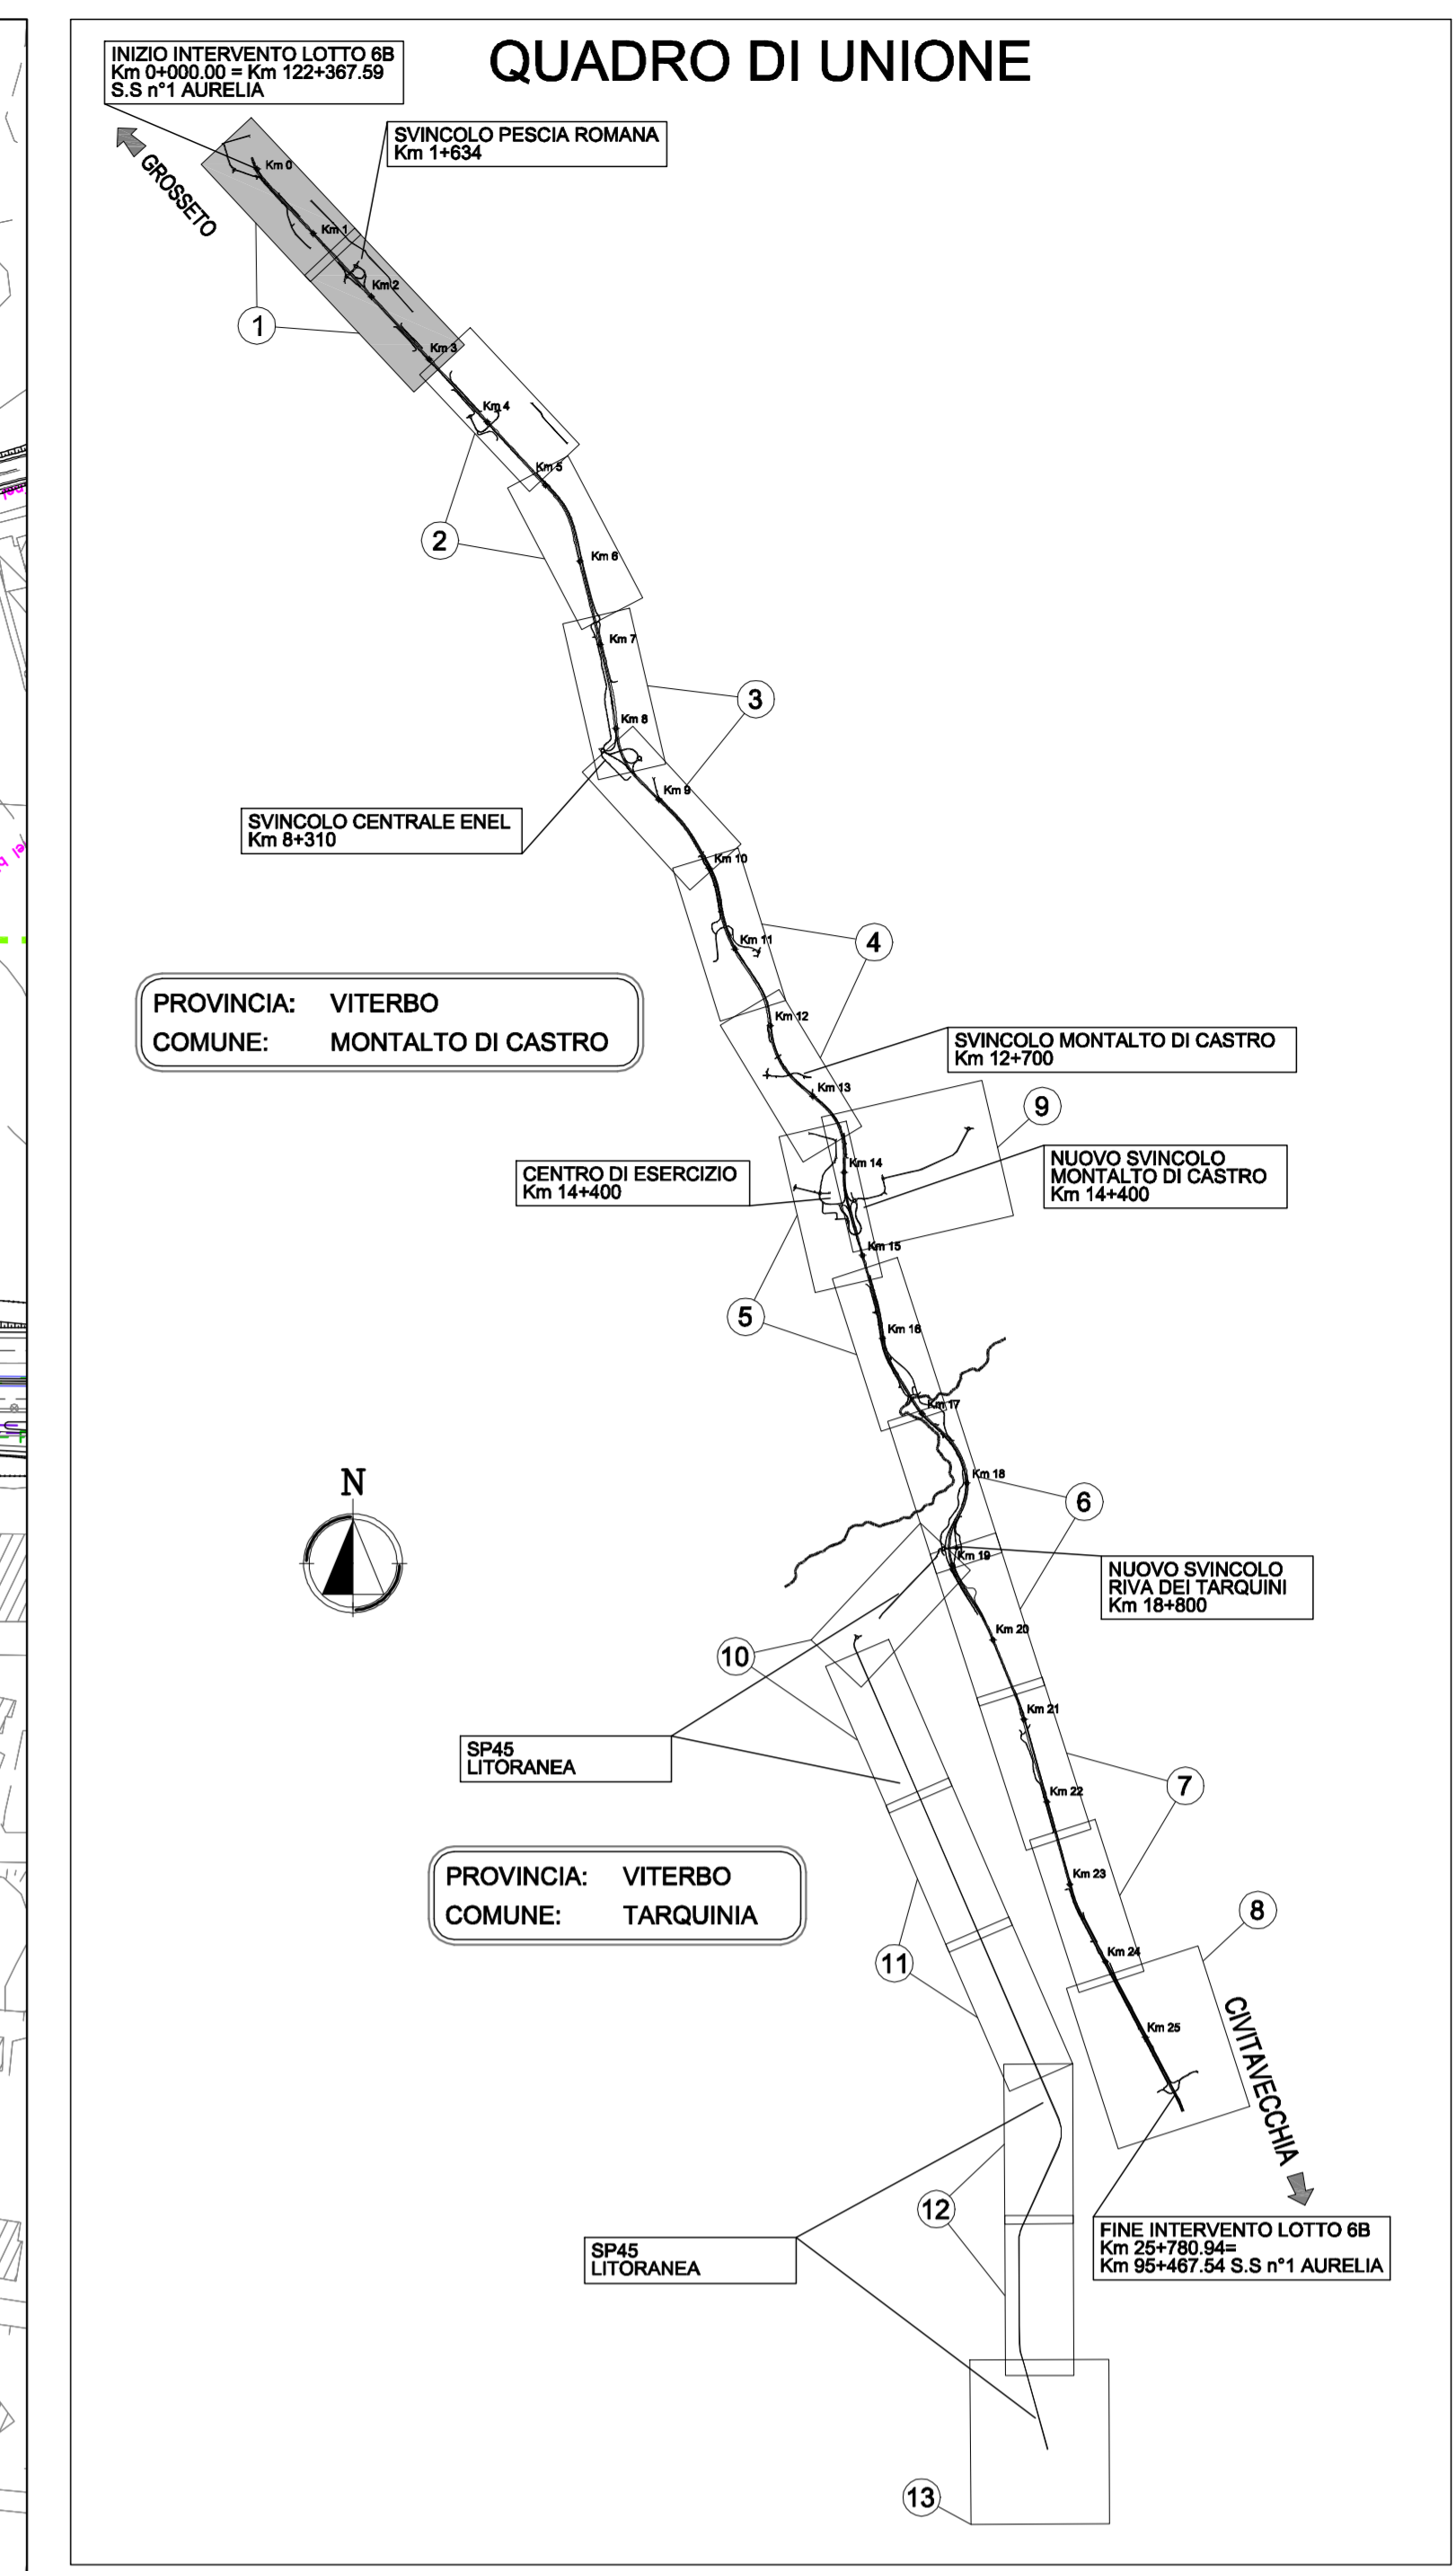 QUADRO DI UNIONE
INIZIO INTERVENTO LOTTO 6B
Km 0+000.00 = Km 122+367.59
S.S n°1 AURELIA
SVINCOLO PESCIA ROMANA
Km 1+634
GROSSETO
Km 0
Km 1
Km 2
1
Km 3
Km 4
Km 5
2
Km 6
Km 7
3
Km 8
Km 9
SVINCOLO CENTRALE ENEL
Km 8+310
Km 10
Km 11
4
PROVINCIA: VITERBO
COMUNE: MONTALTO DI CASTRO
Km 12
SVINCOLO MONTALTO DI CASTRO
Km 12+700
Km 13
9
CENTRO DI ESERCIZIO
Km 14+400
Km 14
NUOVO SVINCOLO
MONTALTO DI CASTRO
Km 14+400
Km 15
5
Km 16
Km 17
N
Km 18
6
Km 19
NUOVO SVINCOLO
RIVA DEI TARQUINI
Km 18+800
Km 20
10
Km 21
SP45
LITORANEA
7
Km 22
PROVINCIA: VITERBO
COMUNE: TARQUINIA
Km 23
8
11
Km 24
Km 25
CIVITAVECCHIA
12
FINE INTERVENTO LOTTO 6B
Km 25+780.94=
Km 95+467.54 S.S n°1 AURELIA
SP45
LITORANEA
13